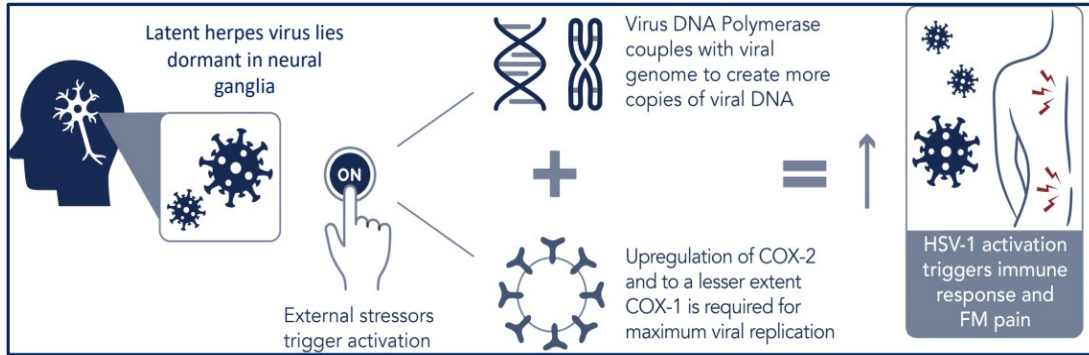 Latent herpes virus lies
dormant in neural
ganglia
ON
External stressors
trigger activation
Virus DNA Polymerase
couples with viral
genome to create more
copies of viral DNA
Upregulation of COX-2
and to a lesser extent
COX-1 is required for
maximum viral replication
HSV-1 activation
triggers immune
response and
FM pain